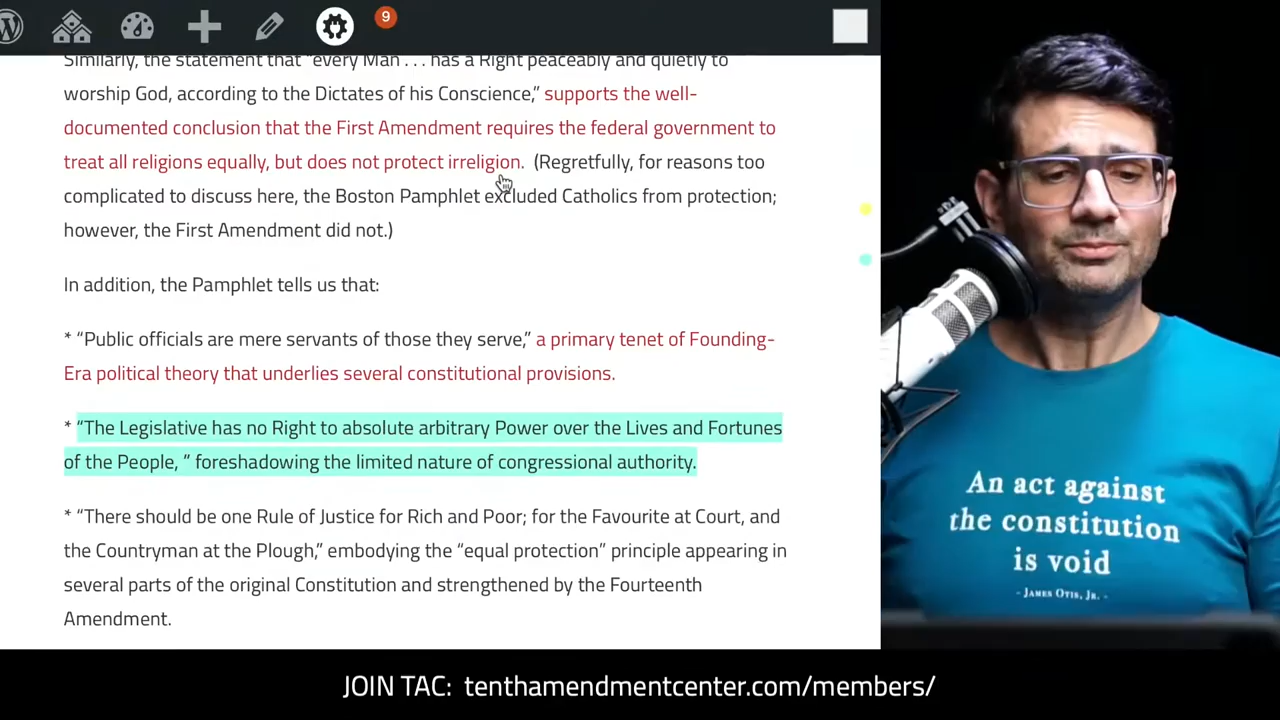 9
Similarly, the statement that “every Man . . . has a Right peaceably and quietly to
worship God, according to the Dictates of his Conscience,” supports the well-
documented conclusion that the First Amendment requires the federal government to
treat all religions equally, but does not protect irreligion. (Regretfully, for reasons too
complicated to discuss here, the Boston Pamphlet excluded Catholics from protection;
however, the First Amendment did not.)
In addition, the Pamphlet tells us that:
* “Public officials are mere servants of those they serve,” a primary tenet of Founding-
Era political theory that underlies several constitutional provisions.
* “The Legislative has no Right to absolute arbitrary Power over the Lives and Fortunes
of the People, ” foreshadowing the limited nature of congressional authority.
* “There should be one Rule of Justice for Rich and Poor; for the Favourite at Court, and
the Countryman at the Plough,” embodying the “equal protection” principle appearing in
several parts of the original Constitution and strengthened by the Fourteenth
Amendment.
An act against
the constitution
is void
- James Otis, Jr. -
JOIN TAC: tenthamendmentcenter.com/members/